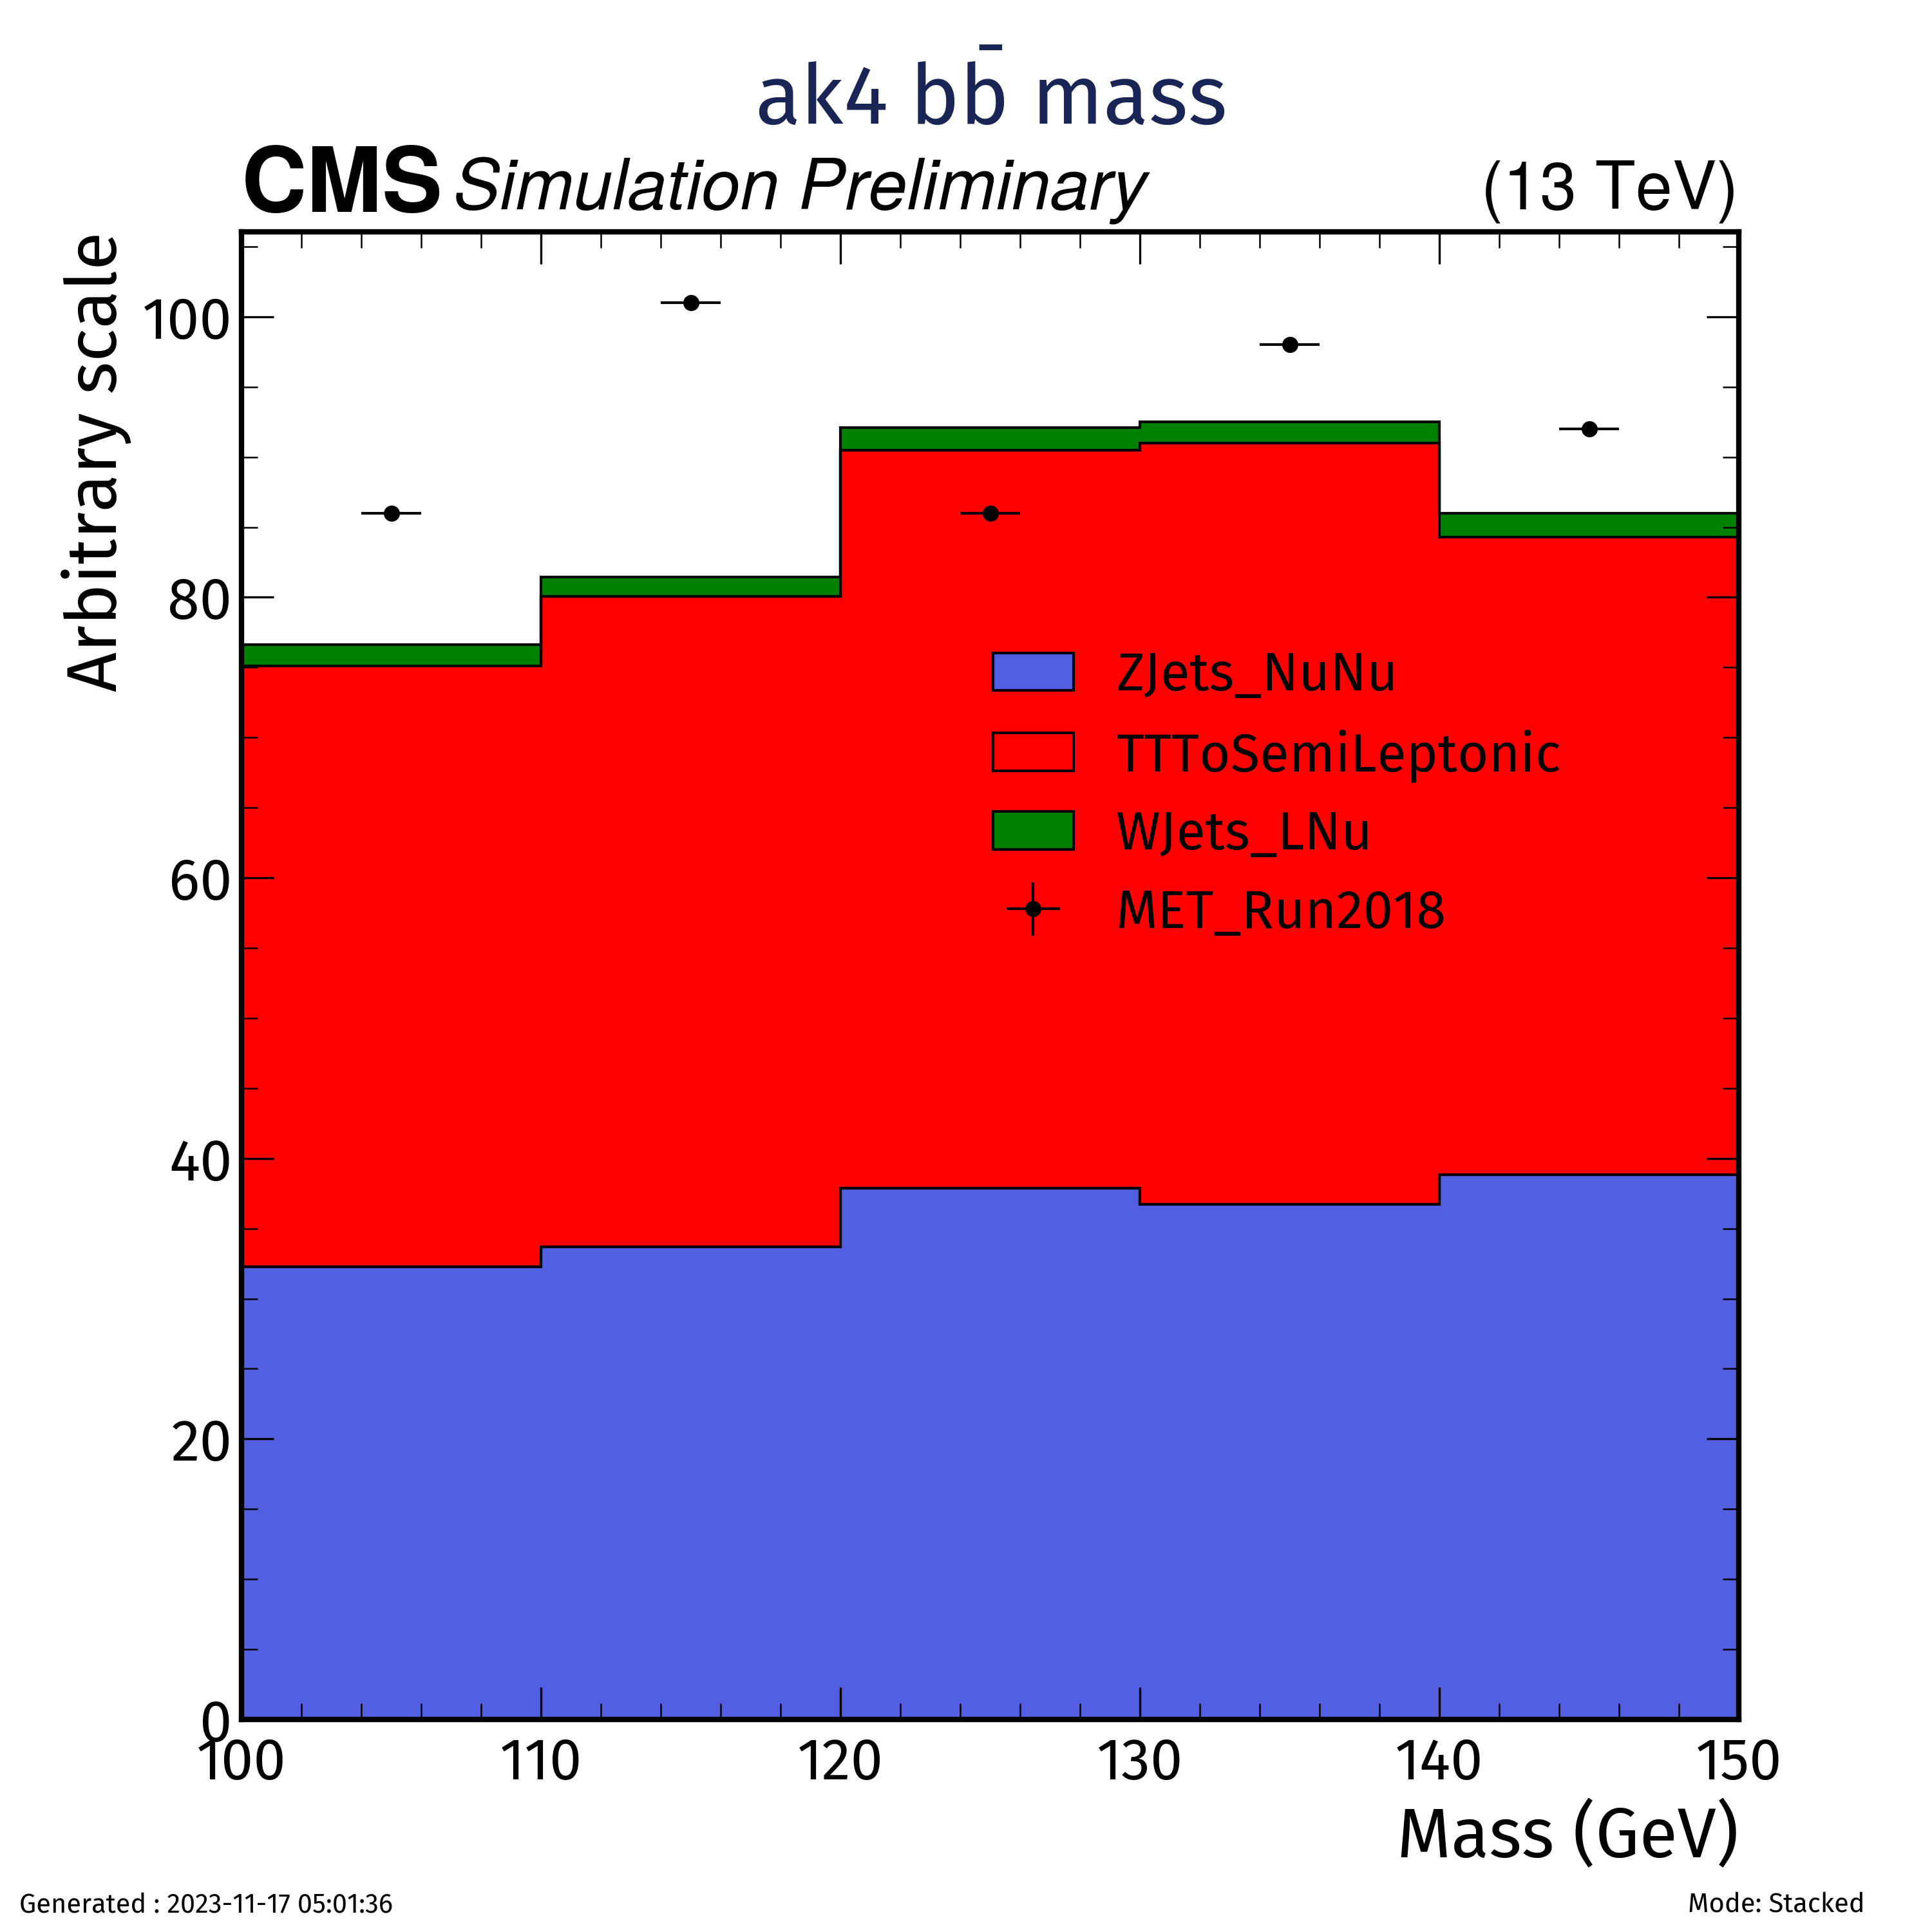 ak4 bb̄ mass
CMS Simulation Preliminary (13 TeV)
Arbitrary scale
100
80
60
40
20
0
ZJets_NuNu
TTToSemiLeptonic
WJets_LNu
MET_Run2018
100 110 120 130 140 150
Mass (GeV)
Generated : 2023-11-17 05:01:36
Mode: Stacked